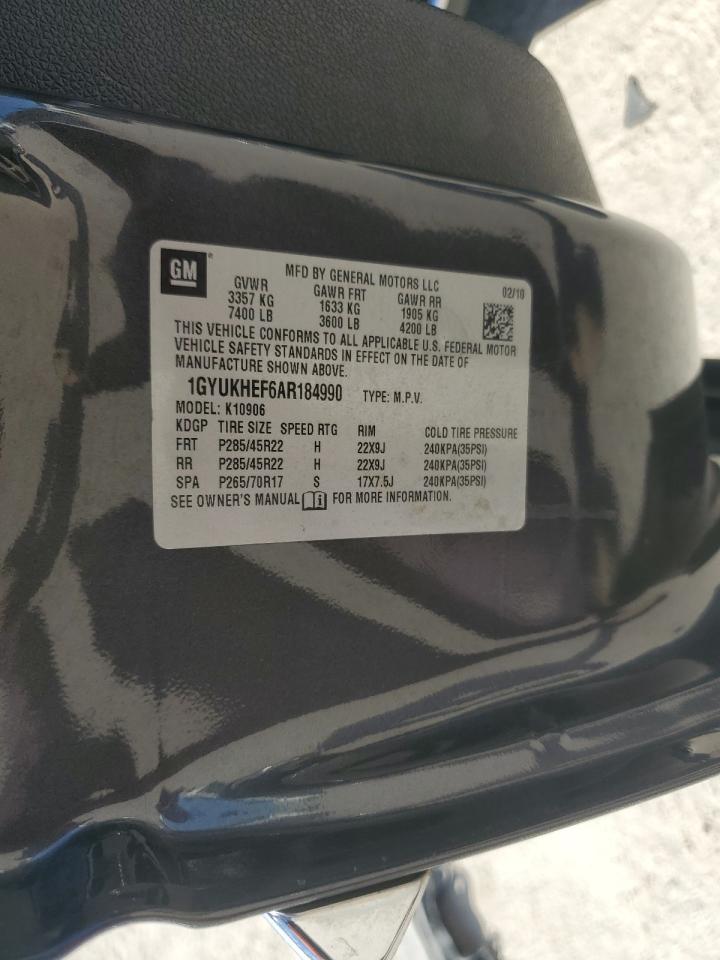 GM®
MFD BY GENERAL MOTORS LLC 02/10
GVWR GAWR FRT GAWR RR
3357 KG 1633 KG 1905 KG
7400 LB 3600 LB 4200 LB
THIS VEHICLE CONFORMS TO ALL APPLICABLE U.S. FEDERAL MOTOR
VEHICLE SAFETY STANDARDS IN EFFECT ON THE DATE OF
MANUFACTURE SHOWN ABOVE.
1GYUKHEF6AR184990 TYPE: M.P.V.
MODEL: K10906
KDGP TIRE SIZE SPEED RTG RIM COLD TIRE PRESSURE
FRT P285/45R22 H 22X9J 240KPA(35PSI)
RR P285/45R22 H 22X9J 240KPA(35PSI)
SPA P265/70R17 S 17X7.5J 240KPA(35PSI)
SEE OWNER'S MANUAL FOR MORE INFORMATION.